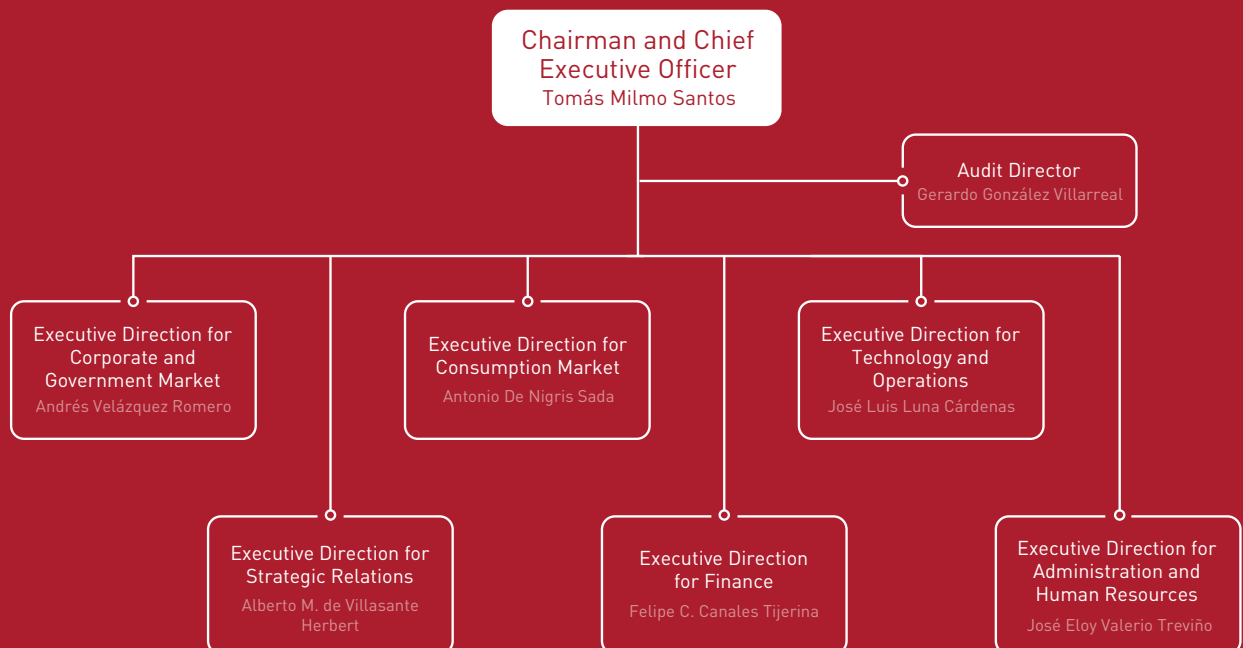 Chairman and Chief
Executive Officer
Tomás Milmo Santos
Audit Director
Gerardo González Villarreal
Executive Direction for
Corporate and
Government Market
Andrés Velázquez Romero
Executive Direction for
Consumption Market
Antonio De Nigris Sada
Executive Direction for
Technology and
Operations
José Luis Luna Cárdenas
Executive Direction for
Strategic Relations
Alberto M. de Villasante
Herbert
Executive Direction
for Finance
Felipe C. Canales Tijerina
Executive Direction for
Administration and
Human Resources
José Eloy Valerio Treviño